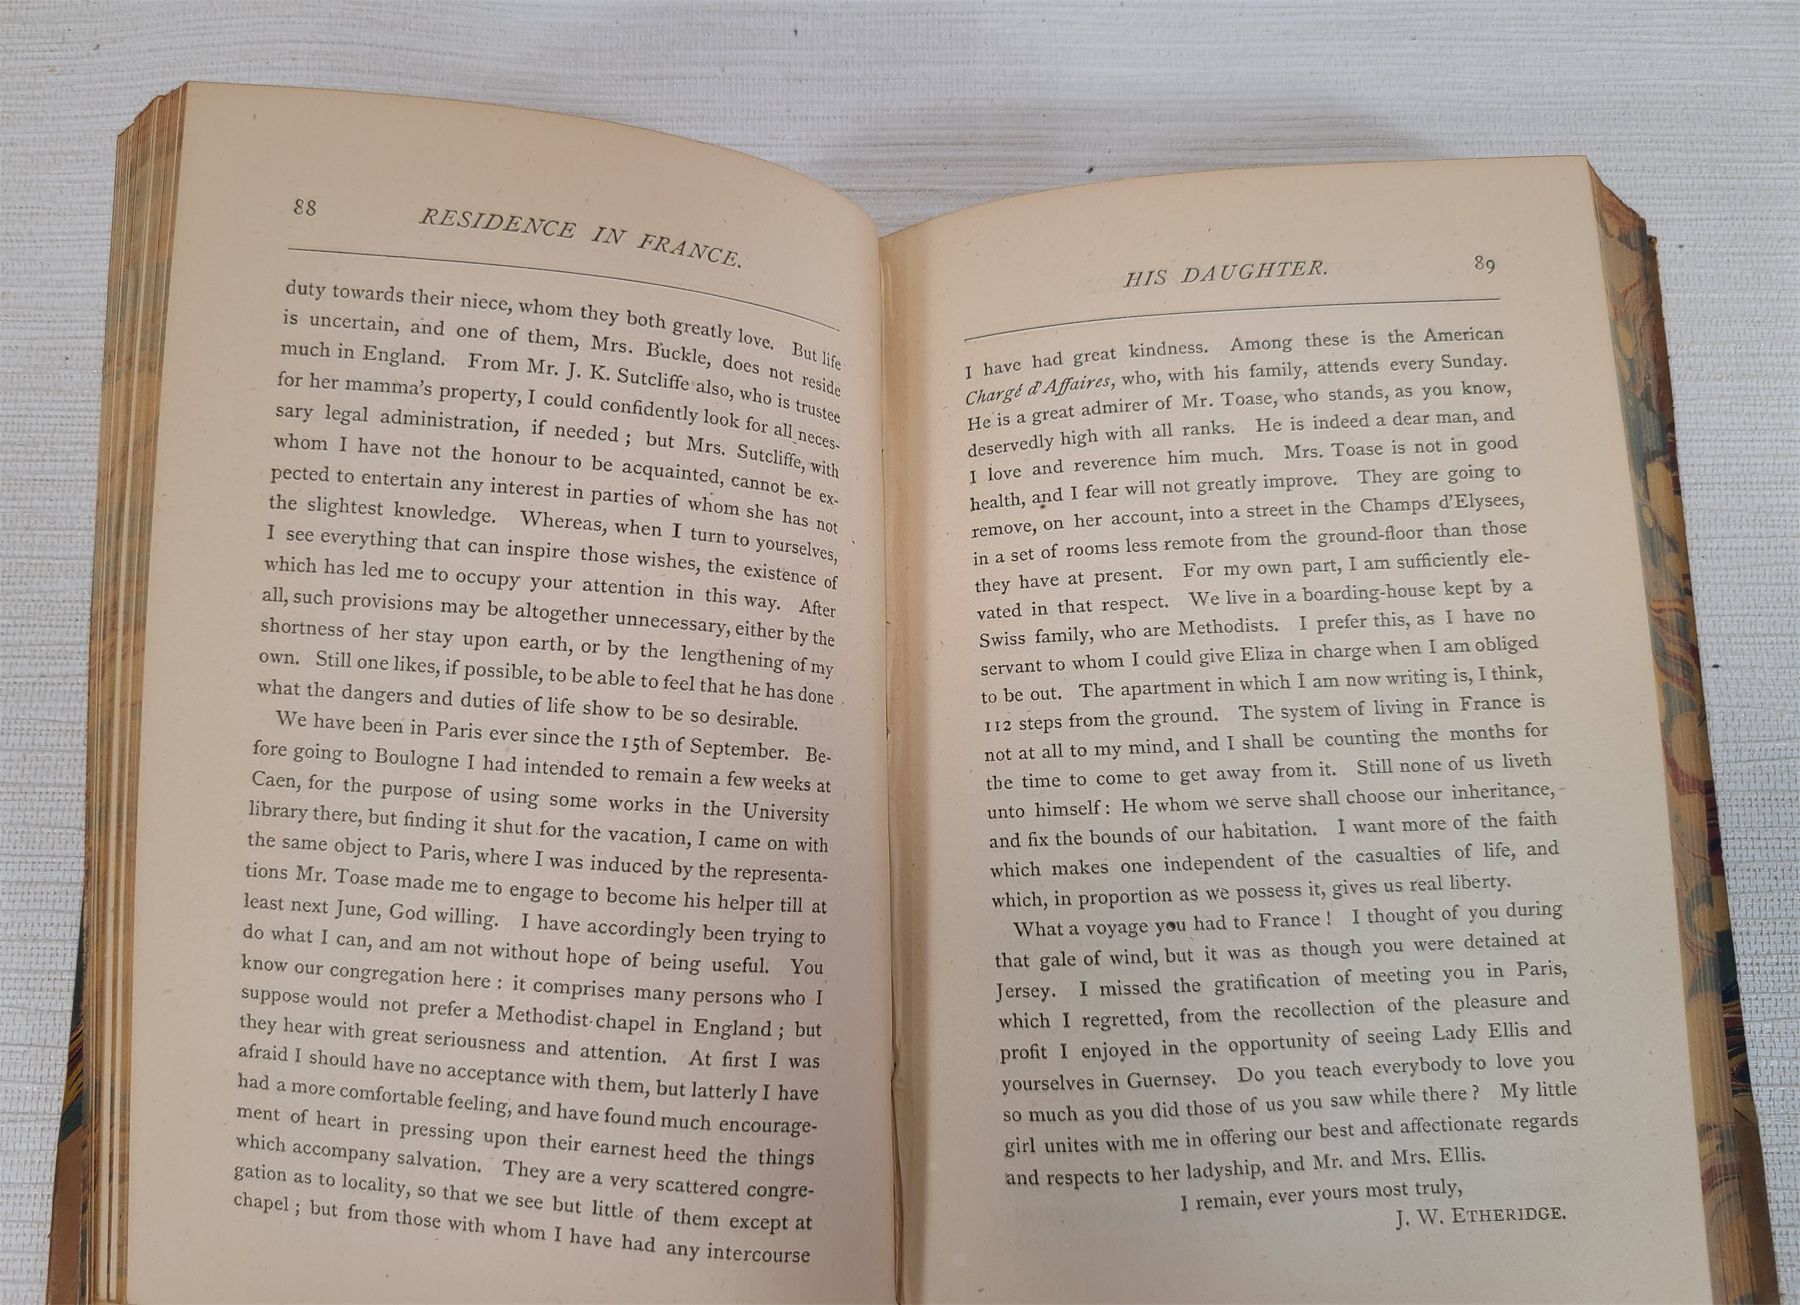 88
RESIDENCE IN FRANCE.
duty towards their niece, whom they both greatly love. But life
is uncertain, and one of them, Mrs. Buckle, does not reside
much in England. From Mr. J. K. Sutcliffe also, who is trustee
for her mamma's property, I could confidently look for all neces-
sary legal administration, if needed ; but Mrs. Sutcliffe, with
whom I have not the honour to be acquainted, cannot be ex-
pected to entertain any interest in parties of whom she has not
the slightest knowledge. Whereas, when I turn to yourselves,
I see everything that can inspire those wishes, the existence of
which has led me to occupy your attention in this way. After
all, such provisions may be altogether unnecessary, either by the
shortness of her stay upon earth, or by the lengthening of my
own. Still one likes, if possible, to be able to feel that he has done
what the dangers and duties of life show to be so desirable.
We have been in Paris ever since the 15th of September. Be-
fore going to Boulogne I had intended to remain a few weeks at
Caen, for the purpose of using some works in the University
library there, but finding it shut for the vacation, I came on with
the same object to Paris, where I was induced by the representa-
tions Mr. Toase made me to engage to become his helper till at
least next June, God willing. I have accordingly been trying to
do what I can, and am not without hope of being useful. You
know our congregation here : it comprises many persons who I
suppose would not prefer a Methodist chapel in England ; but
they hear with great seriousness and attention. At first I was
afraid I should have no acceptance with them, but latterly I have
had a more comfortable feeling, and have found much encourage-
ment of heart in pressing upon their earnest heed the things
which accompany salvation. They are a very scattered congre-
gation as to locality, so that we see but little of them except at
chapel ; but from those with whom I have had any intercourse
HIS DAUGHTER.
89
I have had great kindness. Among these is the American
Chargé d'Affaires, who, with his family, attends every Sunday.
He is a great admirer of Mr. Toase, who stands, as you know,
deservedly high with all ranks. He is indeed a dear man, and
I love and reverence him much. Mrs. Toase is not in good
health, and I fear will not greatly improve. They are going to
remove, on her account, into a street in the Champs d'Elysees,
in a set of rooms less remote from the ground-floor than those
they have at present. For my own part, I am sufficiently ele-
vated in that respect. We live in a boarding-house kept by a
Swiss family, who are Methodists. I prefer this, as I have no
servant to whom I could give Eliza in charge when I am obliged
to be out. The apartment in which I am now writing is, I think,
112 steps from the ground. The system of living in France is
not at all to my mind, and I shall be counting the months for
the time to come to get away from it. Still none of us liveth
unto himself : He whom we serve shall choose our inheritance,
and fix the bounds of our habitation. I want more of the faith
which makes one independent of the casualties of life, and
which, in proportion as we possess it, gives us real liberty.
What a voyage you had to France ! I thought of you during
that gale of wind, but it was as though you were detained at
Jersey. I missed the gratification of meeting you in Paris,
which I regretted, from the recollection of the pleasure and
profit I enjoyed in the opportunity of seeing Lady Ellis and
yourselves in Guernsey. Do you teach everybody to love you
so much as you did those of us you saw while there ? My little
girl unites with me in offering our best and affectionate regards
and respects to her ladyship, and Mr. and Mrs. Ellis.
I remain, ever yours most truly,
J. W. ETHERIDGE.